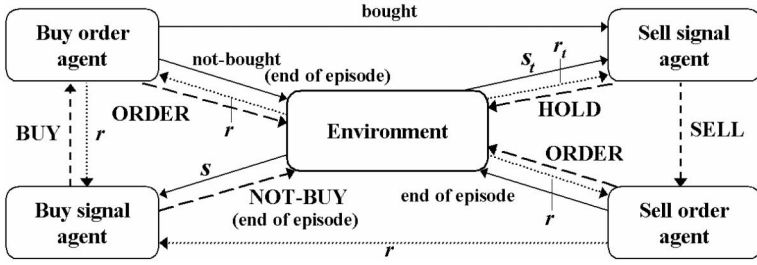 bought
Buy order
agent
Sell signal
agent
not-bought
(end of episode)
s_t
r_t
ORDER
r
HOLD
BUY
r
Environment
SELL
ORDER
s
NOT-BUY
(end of episode)
end of episode
r
Buy signal
agent
Sell order
agent
r